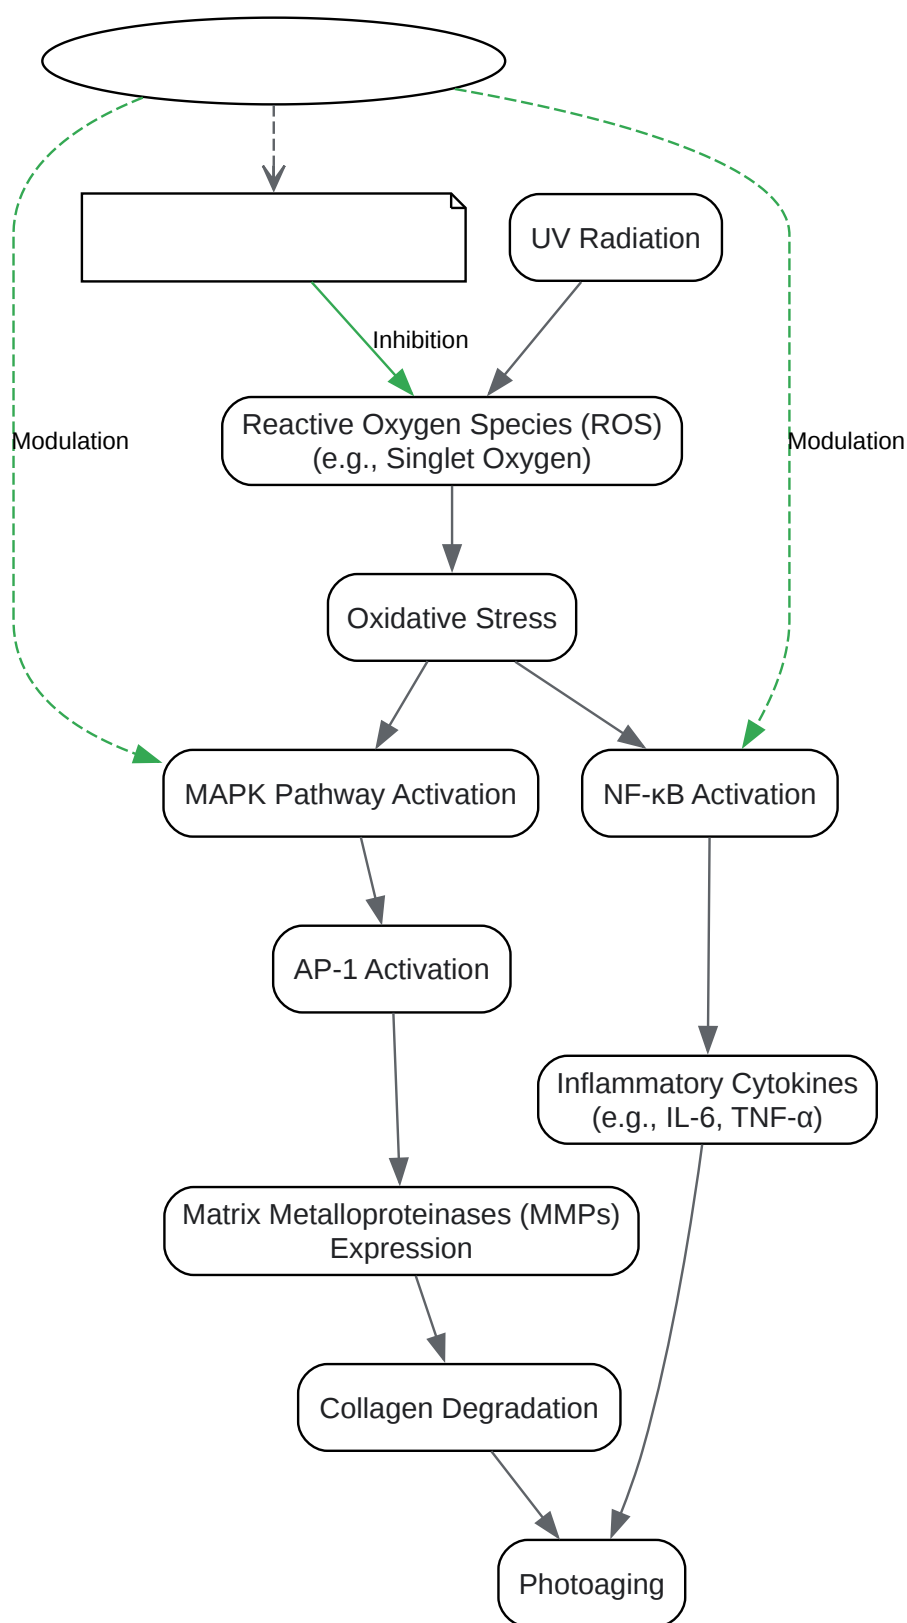 UV Radiation
Inhibition
Reactive Oxygen Species (ROS)
(e.g., Singlet Oxygen)
Modulation
Modulation
Oxidative Stress
MAPK Pathway Activation
NF-κB Activation
AP-1 Activation
Inflammatory Cytokines
(e.g., IL-6, TNF-α)
Matrix Metalloproteinases (MMPs)
Expression
Collagen Degradation
Photoaging